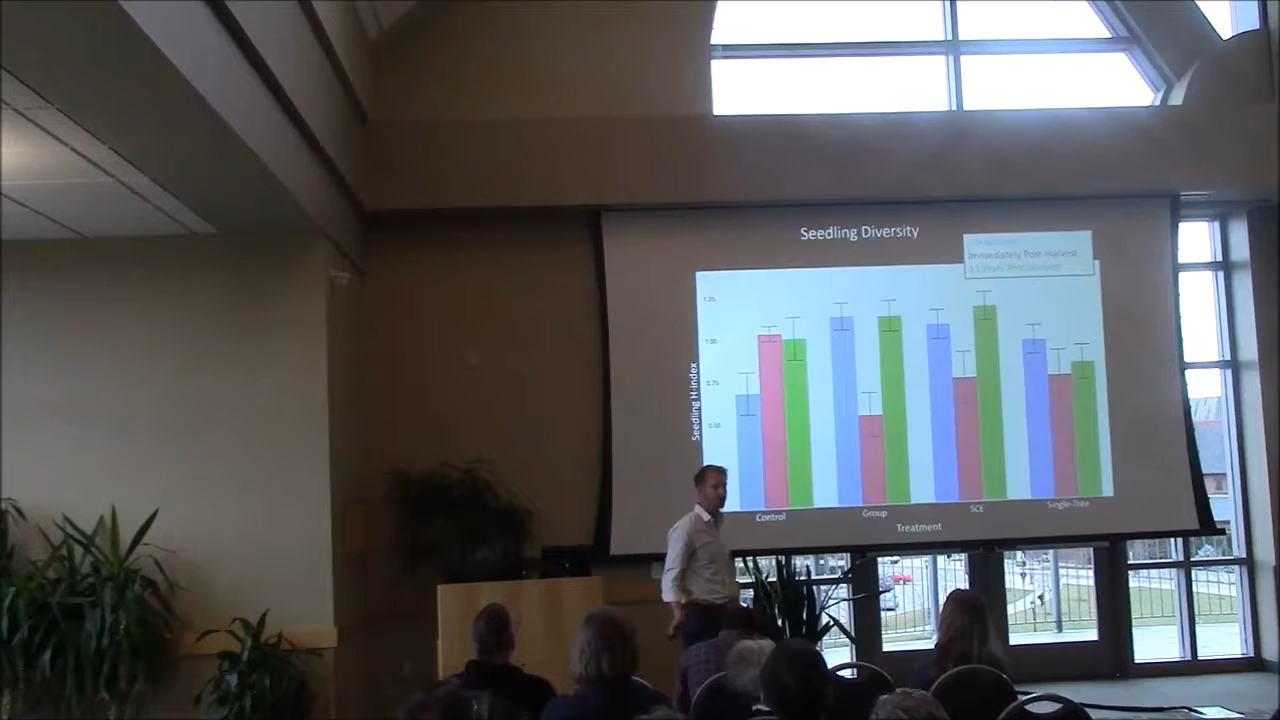 Seedling Diversity
Immediately Post Harvest
1.25
1.00
0.75
0.50
Seedling H-index
Control
Group
SCE
Single-Tree
Treatment